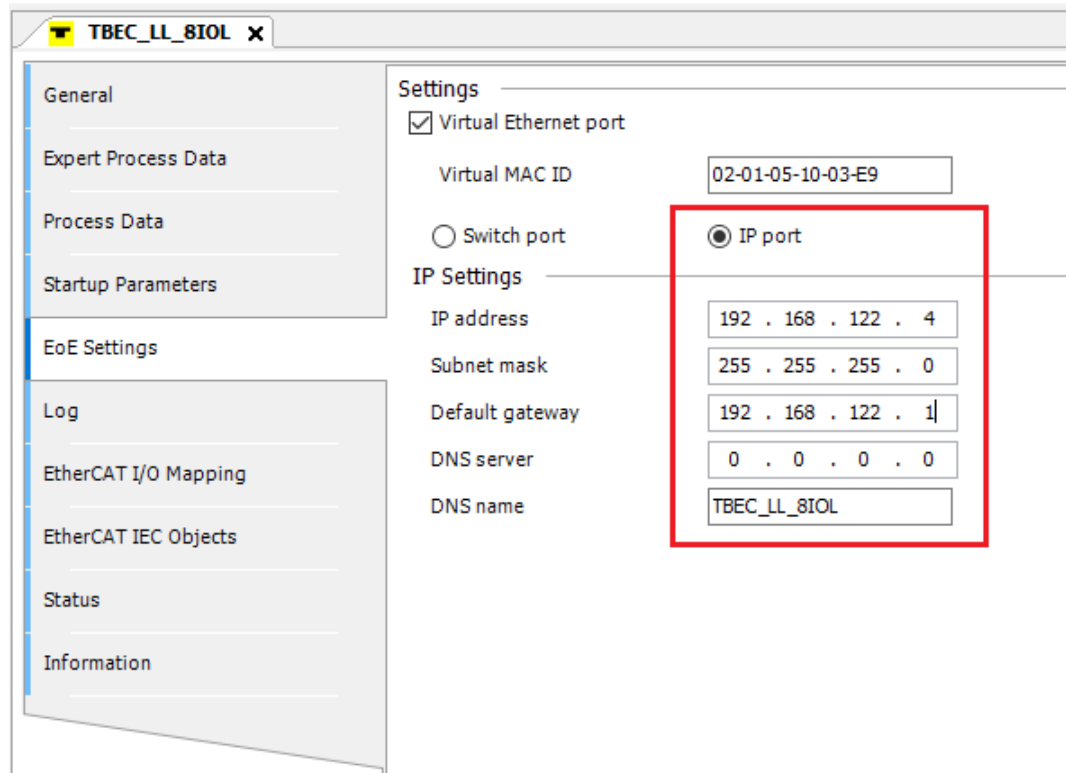 TBEC_LL_8IOL
General
Expert Process Data
Process Data
Startup Parameters
EoE Settings
Log
EtherCAT I/O Mapping
EtherCAT IEC Objects
Status
Information
Settings
Virtual Ethernet port
Virtual MAC ID 02-01-05-10-03-E9
Switch port IP port
IP Settings
IP address 192 . 168 . 122 . 4
Subnet mask 255 . 255 . 255 . 0
Default gateway 192 . 168 . 122 . 1
DNS server 0 . 0 . 0 . 0
DNS name TBEC_LL_8IOL